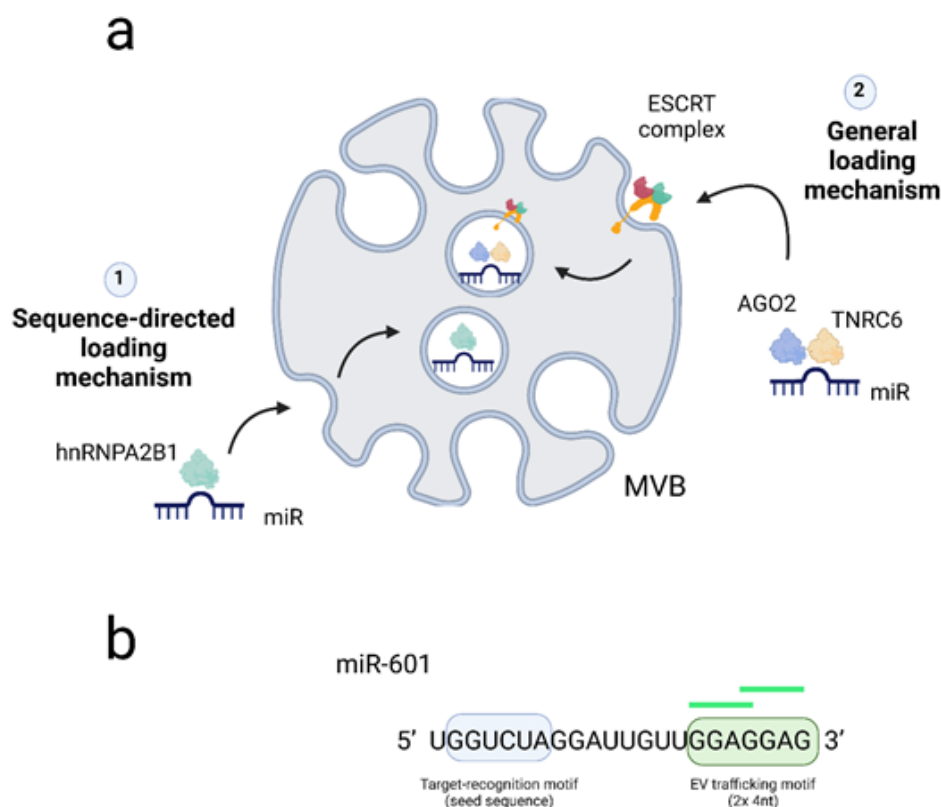 a
1
Sequence-directed
loading
mechanism
hnRNPA2B1
miR
ESCRT
complex
2
General
loading
mechanism
AGO2
TNRC6
miR
MVB
b
miR-601
5’ UGGUCUAGGAUUGUUGGAGGAG 3’
Target-recognition motif
(seed sequence)
EV trafficking motif
(2x 4nt)